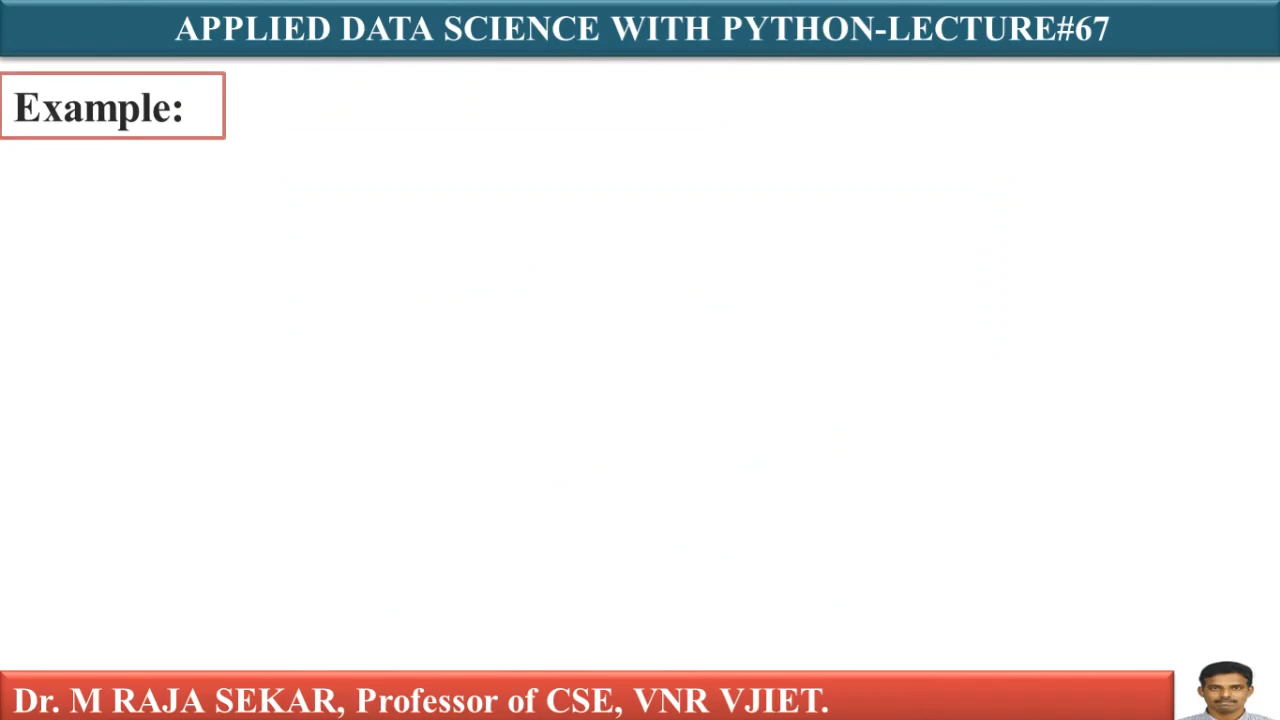 APPLIED DATA SCIENCE WITH PYTHON-LECTURE#67
Example:
Dr. M RAJA SEKAR, Professor of CSE, VNR VJIET.